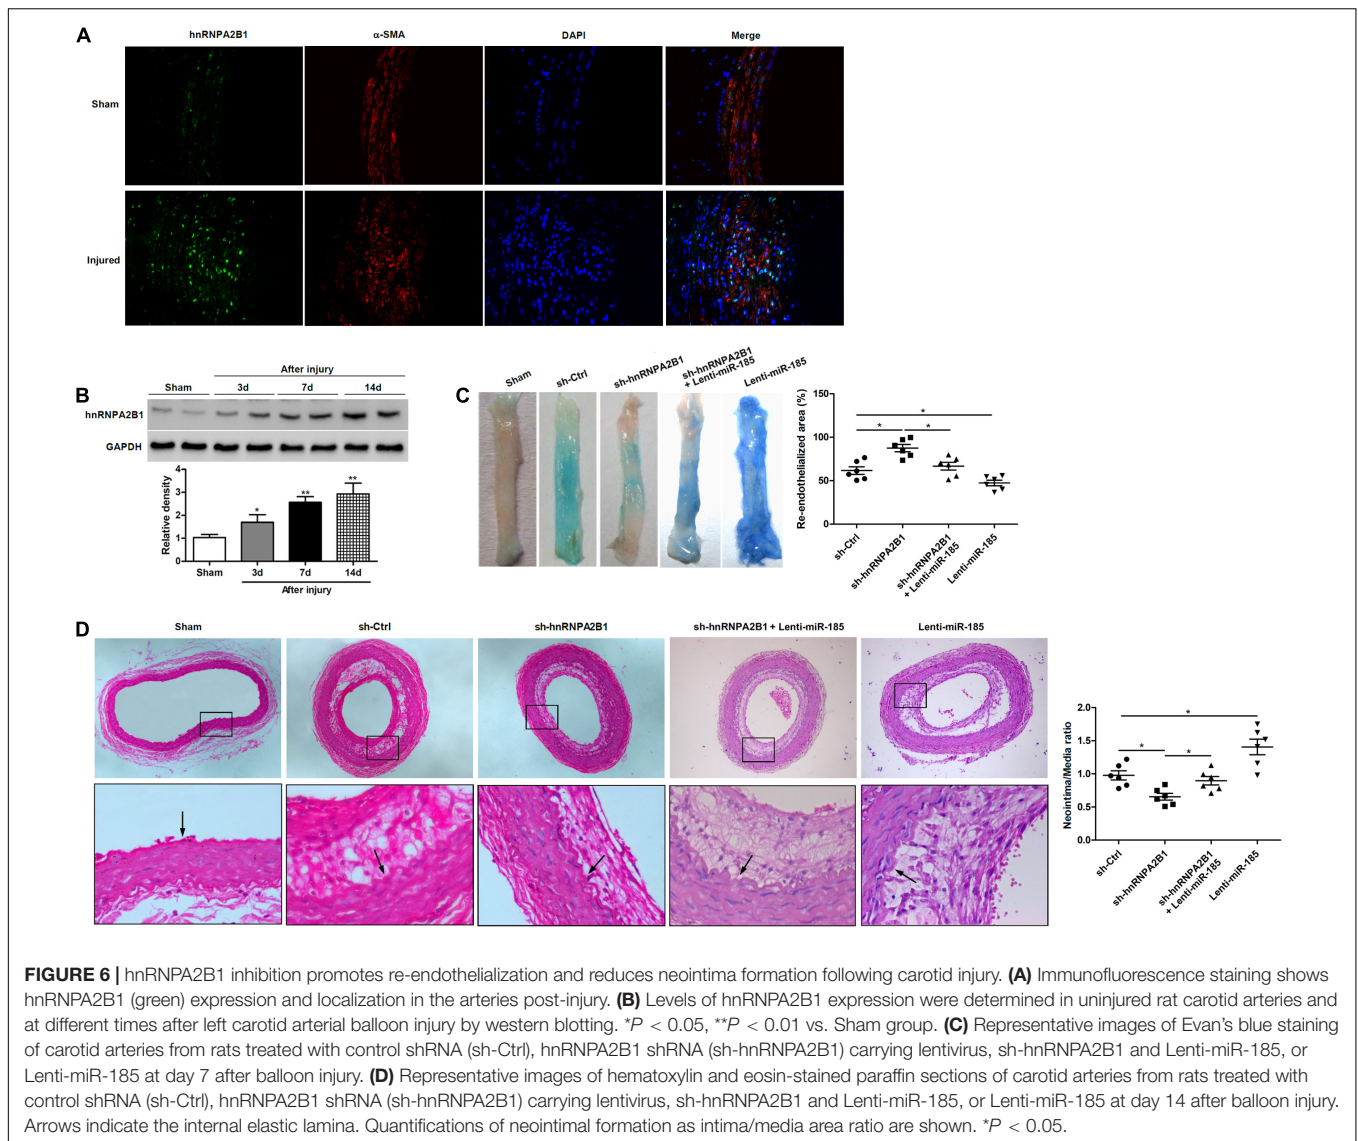 A
hnRNPA2B1 α-SMA DAPI Merge
Sham
Injured
B
After injury
Sham 3d 7d 14d
hnRNPA2B1
GAPDH
Relative density
4
3
2
1
0
* ** **
Sham 3d 7d 14d
After injury
C
Sham sh-Ctrl sh-hnRNPA2B1 sh-hnRNPA2B1 + Lenti-miR-185 Lenti-miR-185
Re-endothelialized area (%)
150
100
50
0
*
* *
sh-Ctrl sh-hnRNPA2B1 sh-hnRNPA2B1 + Lenti-miR-185 Lenti-miR-185
D
Sham sh-Ctrl sh-hnRNPA2B1 sh-hnRNPA2B1 + Lenti-miR-185 Lenti-miR-185
Neointima/Media ratio
2.0
1.5
1.0
0.5
0.0
*
* *
sh-Ctrl sh-hnRNPA2B1 sh-hnRNPA2B1 + Lenti-miR-185 Lenti-miR-185
FIGURE 6 | hnRNPA2B1 inhibition promotes re-endothelialization and reduces neointima formation following carotid injury. (A) Immunofluorescence staining shows
hnRNPA2B1 (green) expression and localization in the arteries post-injury. (B) Levels of hnRNPA2B1 expression were determined in uninjured rat carotid arteries and
at different times after left carotid arterial balloon injury by western blotting. *P < 0.05, **P < 0.01 vs. Sham group. (C) Representative images of Evan's blue staining
of carotid arteries from rats treated with control shRNA (sh-Ctrl), hnRNPA2B1 shRNA (sh-hnRNPA2B1) carrying lentivirus, sh-hnRNPA2B1 and Lenti-miR-185, or
Lenti-miR-185 at day 7 after balloon injury. (D) Representative images of hematoxylin and eosin-stained paraffin sections of carotid arteries from rats treated with
control shRNA (sh-Ctrl), hnRNPA2B1 shRNA (sh-hnRNPA2B1) carrying lentivirus, sh-hnRNPA2B1 and Lenti-miR-185, or Lenti-miR-185 at day 14 after balloon injury.
Arrows indicate the internal elastic lamina. Quantifications of neointimal formation as intima/media area ratio are shown. *P < 0.05.